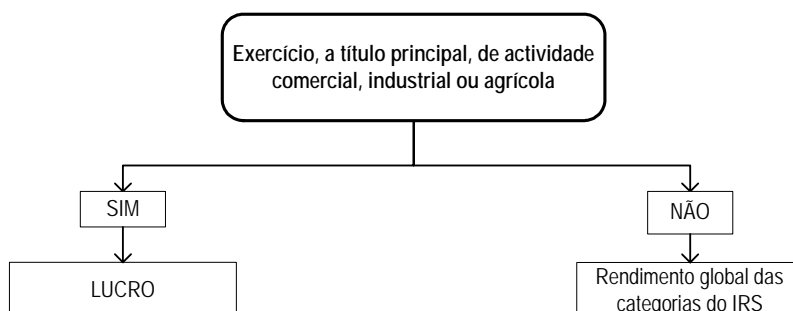 Exercício, a título principal, de actividade
comercial, industrial ou agrícola
SIM
NÃO
LUCRO
Rendimento global das
categorias do IRS